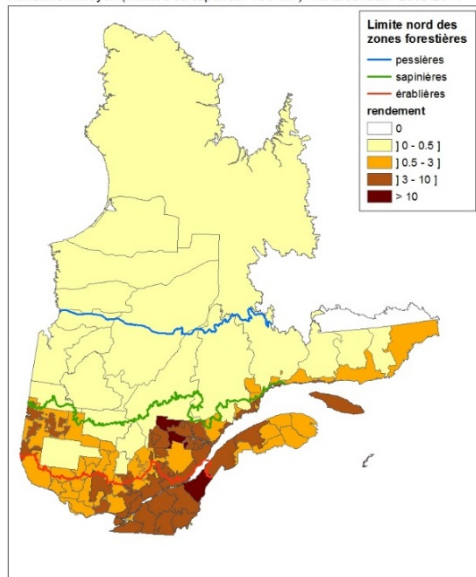 Limite nord des
zones forestières
pessières
sapinières
érablières
rendement
0
] 0 - 0.5 ]
] 0.5 - 3 ]
] 3 - 10 ]
> 10